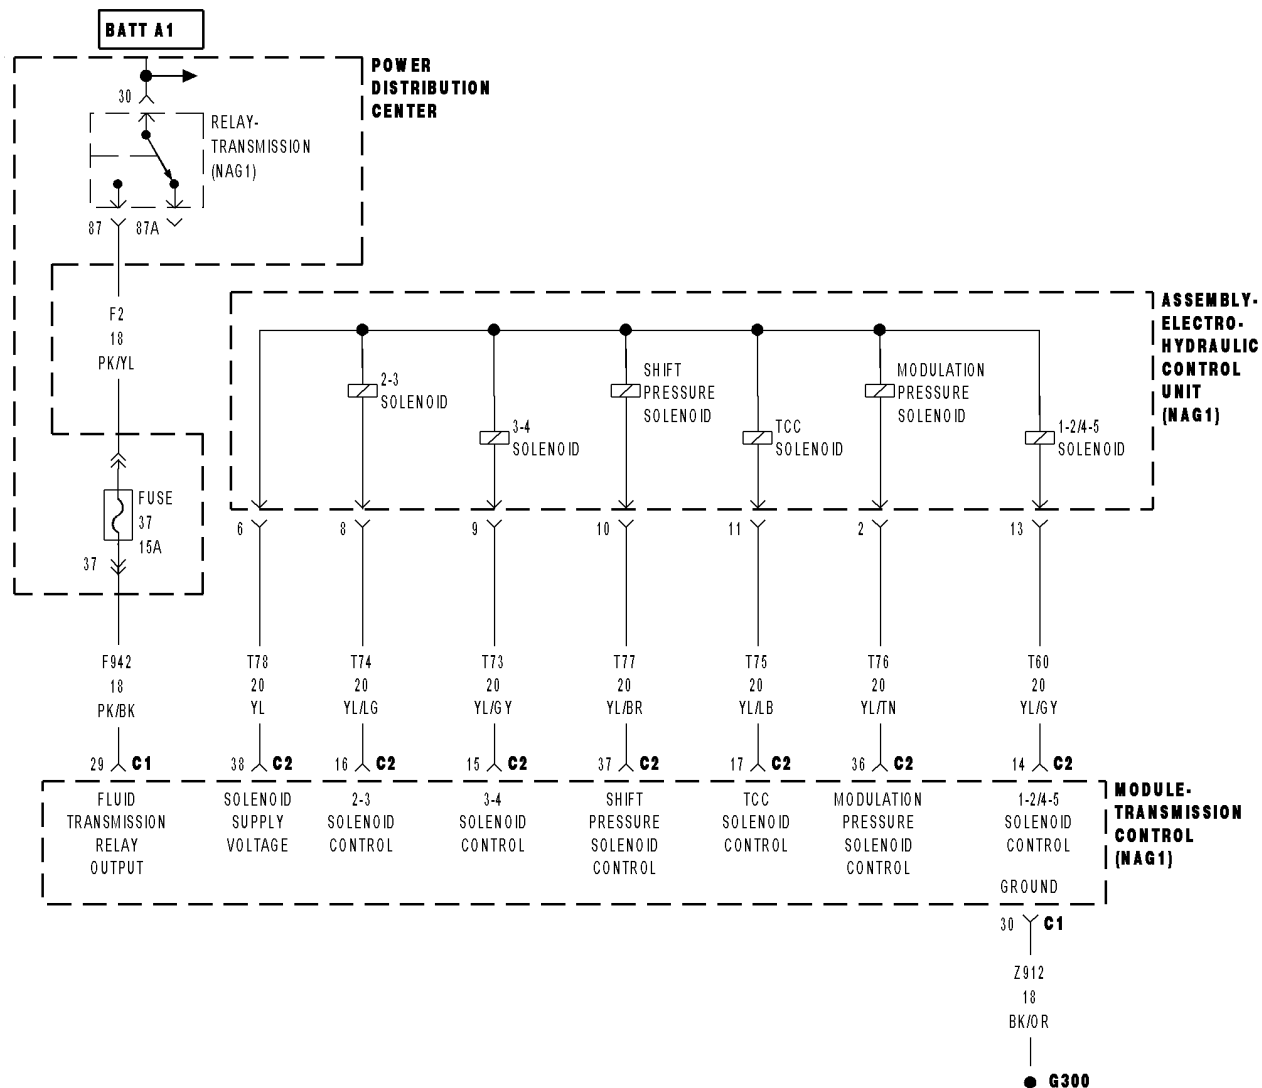 BATT A1
POWER
DISTRIBUTION
CENTER
30
RELAY-
TRANSMISSION
(NAG1)
87 87A
F2
18
PK/YL
FUSE
37
15A
37
ASSEMBLY-
ELECTRO-
HYDRAULIC
CONTROL
UNIT
(NAG1)
2-3
SOLENOID
3-4
SOLENOID
SHIFT
PRESSURE
SOLENOID
TCC
SOLENOID
MODULATION
PRESSURE
SOLENOID
1-2/4-5
SOLENOID
6 8 9 10 11 2 13
F942 T78 T74 T73 T77 T75 T76 T60
18 20 20 20 20 20 20 20
PK/BK YL YL/LG YL/GY YL/BR YL/LB YL/TN YL/GY
29 C1 38 C2 16 C2 15 C2 37 C2 17 C2 36 C2 14 C2
FLUID
TRANSMISSION
RELAY
OUTPUT
SOLENOID
SUPPLY
VOLTAGE
2-3
SOLENOID
CONTROL
3-4
SOLENOID
CONTROL
SHIFT
PRESSURE
SOLENOID
CONTROL
TCC
SOLENOID
CONTROL
MODULATION
PRESSURE
SOLENOID
CONTROL
1-2/4-5
SOLENOID
CONTROL
GROUND
MODULE-
TRANSMISSION
CONTROL
(NAG1)
30 C1
Z912
18
BK/OR
G300